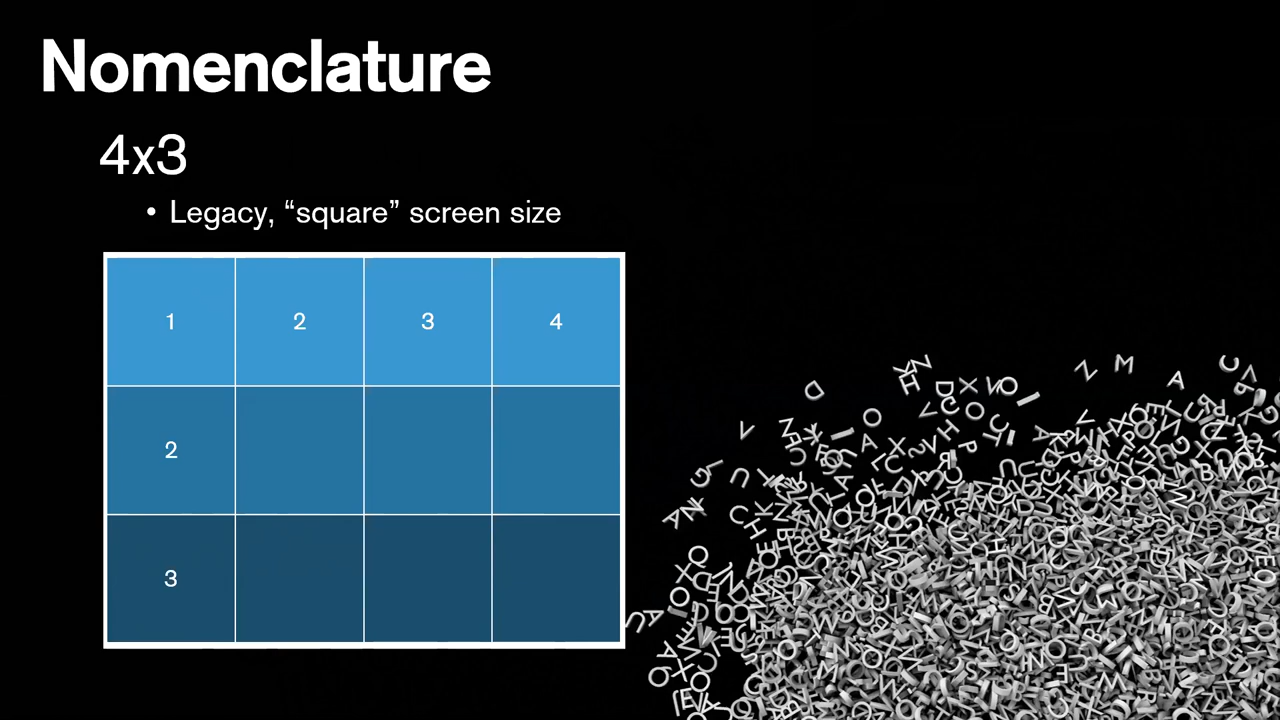 Nomenclature
4x3
• Legacy, “square” screen size
1 2 3 4
2
3